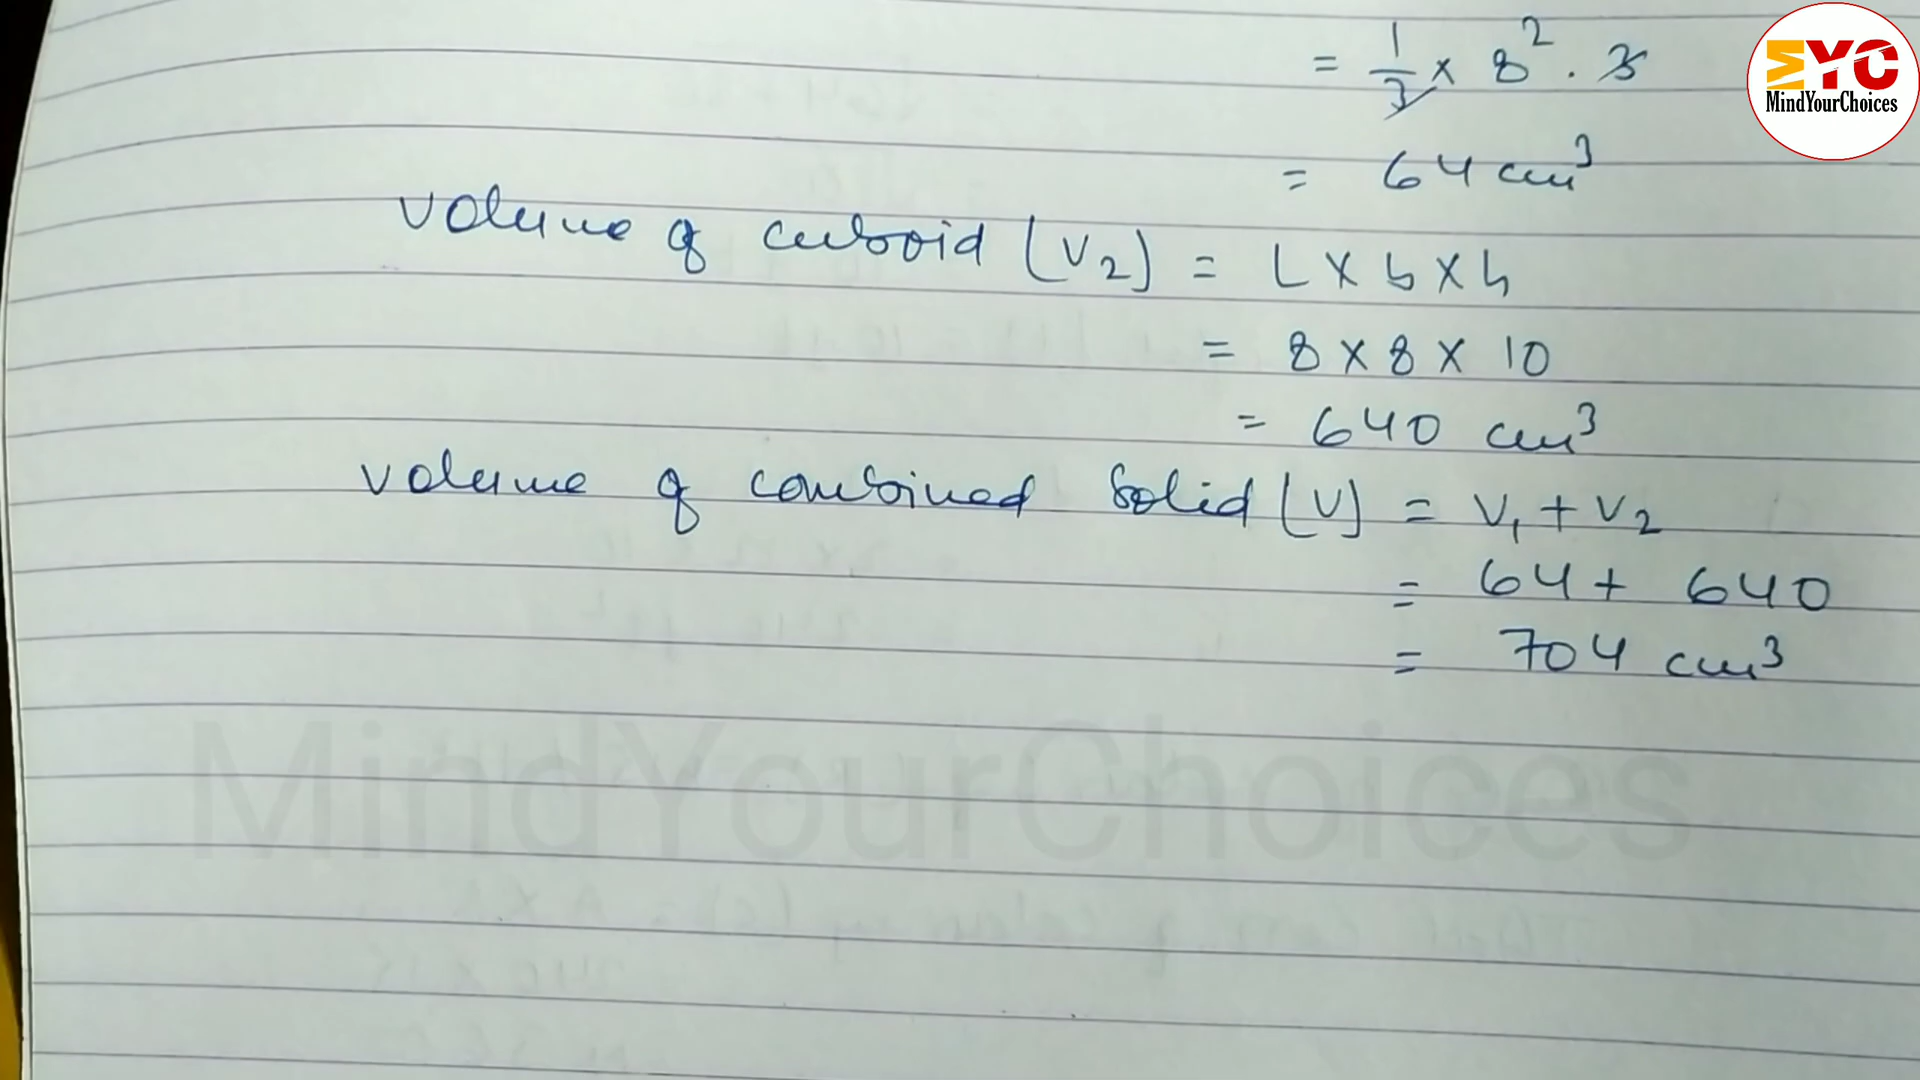 = 1/3 × 8² . 3
MYC
MindYourChoices
= 64 cm³
Volume of cuboid (V₂) = L × b × h
= 8 × 8 × 10
= 640 cm³
Volume of combined solid (V) = V₁ + V₂
= 64 + 640
= 704 cm³
MindYourChoices